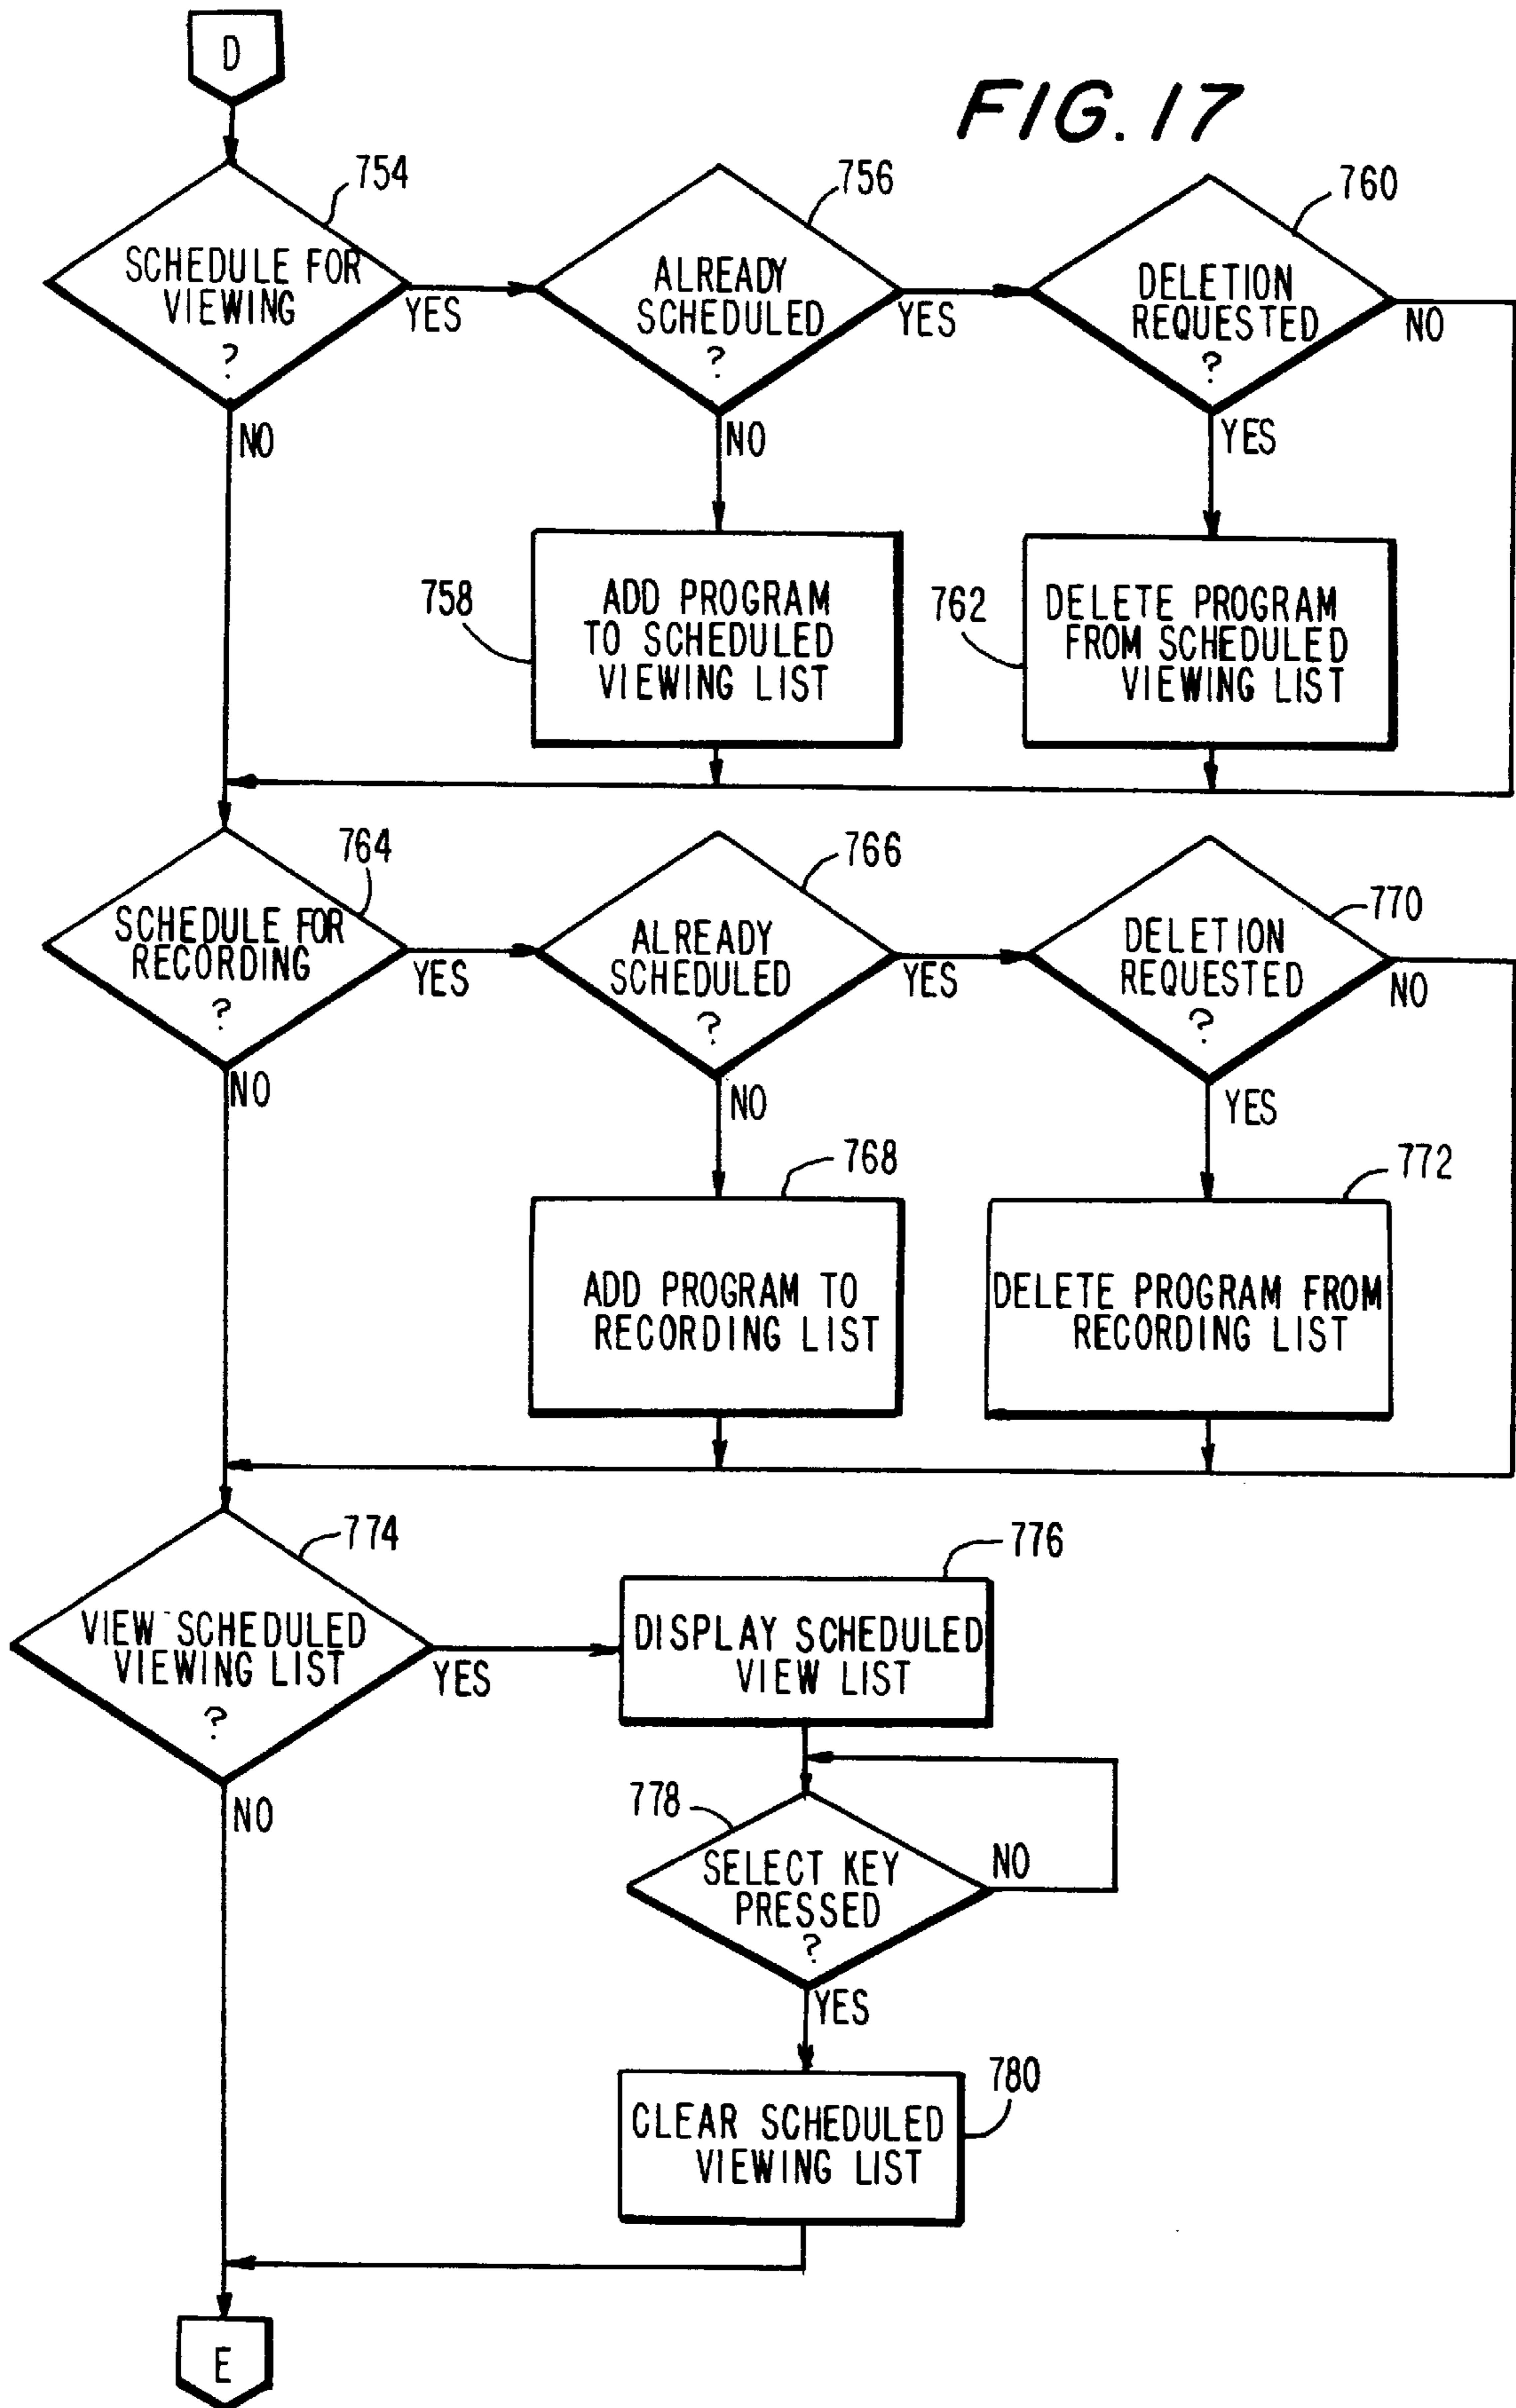 D
FIG. 17
754
756
760
SCHEDULE FOR
VIEWING
?
YES
NO
ALREADY
SCHEDULED
?
YES
NO
DELETION
REQUESTED
?
NO
YES
758
ADD PROGRAM
TO SCHEDULED
VIEWING LIST
762
DELETE PROGRAM
FROM SCHEDULED
VIEWING LIST
764
766
770
SCHEDULE FOR
RECORDING
?
YES
NO
ALREADY
SCHEDULED
?
YES
NO
DELETION
REQUESTED
?
NO
YES
768
ADD PROGRAM TO
RECORDING LIST
772
DELETE PROGRAM FROM
RECORDING LIST
774
VIEW SCHEDULED
VIEWING LIST
?
YES
NO
776
DISPLAY SCHEDULED
VIEW LIST
778
SELECT KEY
PRESSED
?
NO
YES
780
CLEAR SCHEDULED
VIEWING LIST
E